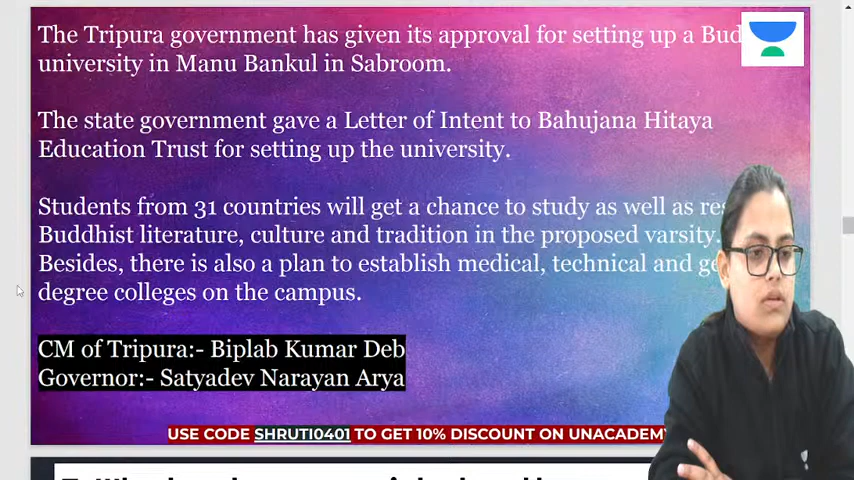 The Tripura government has given its approval for setting up a
university in Manu Bankul in Sabroom.
The state government gave a Letter of Intent to Bahujana Hitaya
Education Trust for setting up the university.
Students from 31 countries will get a chance to study as well as
Buddhist literature, culture and tradition in the proposed varsity.
Besides, there is also a plan to establish medical, technical and
degree colleges on the campus.
CM of Tripura:- Biplab Kumar Deb
Governor:- Satyadev Narayan Arya
USE CODE SHRUTI0401 TO GET 10% DISCOUNT ON UNACADEMY